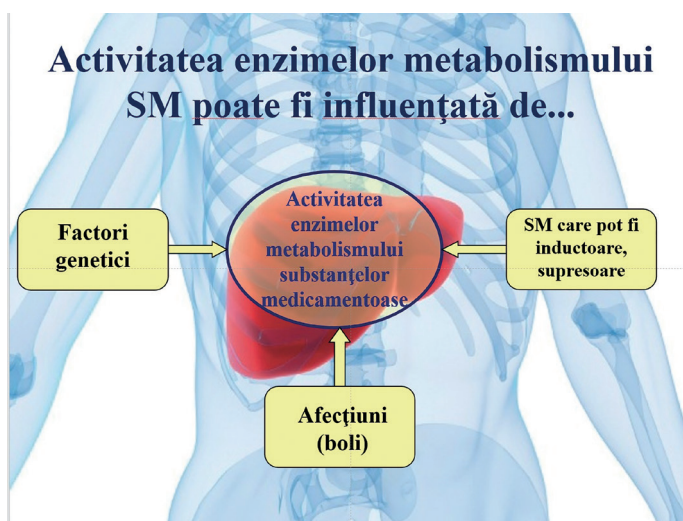 Activitatea enzimelor metabolismului
SM poate fi influenţată de...
Activitatea
enzimelor
metabolismului
substanţelor
medicamentoase
Factori
genetici
SM care pot fi
inductoare,
supresoare
Afecţiuni
(boli)